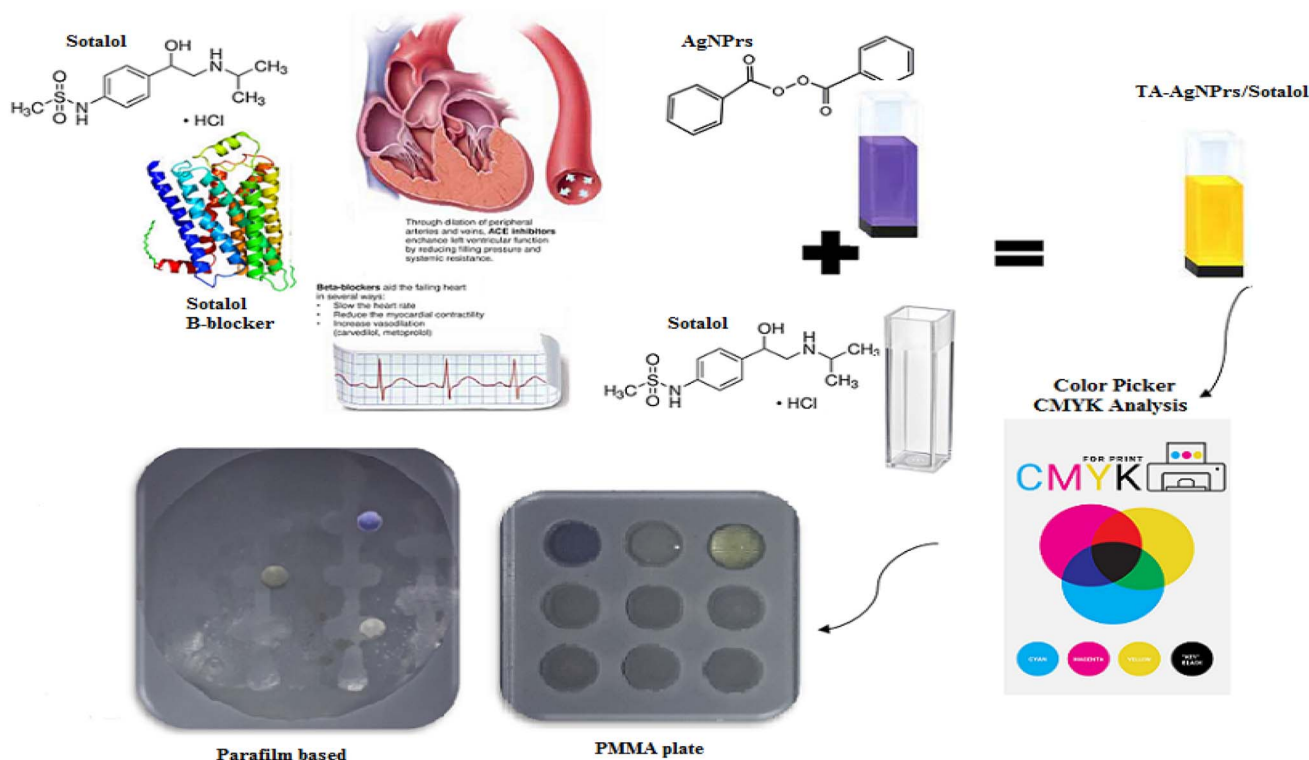 Sotalol
OH
H
N
CH₃
CH₃
O
S
O
H₃C
NH
• HCl
Sotalol
B-blocker
Through dilation of peripheral
arteries and veins, ACE inhibitors
enchance left ventricular function
by reducing filling pressure and
systemic resistance.
Beta-blockers aid the failing heart
in several ways:
• Slow the heart rate
• Reduce the myocardial contractility
• Increase vasodilation
(carvedilol, metoprolol)
AgNPrs
O
O
O
O
+
=
TA-AgNPrs/Sotalol
Sotalol
OH
H
N
CH₃
CH₃
O
S
O
H₃C
NH
• HCl
Color Picker
CMYK Analysis
FOR PRINT
CMYK
CYAN
MAGENTA
YELLOW
"KEY"
BLACK
Parafilm based
PMMA plate